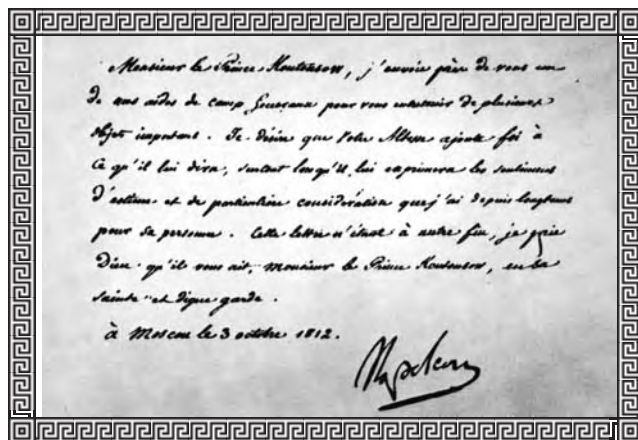 Monsieur le Prince Koutousow, j'envoie près de vous un
de mes aides de camp Généraux pour vous entretenir de plusieurs
objets importans. Je désire que Votre Altesse ajoute foi à
ce qu'il lui dira, surtout lorsqu'il lui exprimera les sentimens
d'estime et de particulière considération que j'ai depuis longtems
pour sa personne. Cette lettre n'étant à autre fin, je prie
Dieu qu'il vous ait, Monsieur le Prince Koutousow, en sa
sainte et digne garde.
à Moscou le 3 octobre 1812.
Napoleon